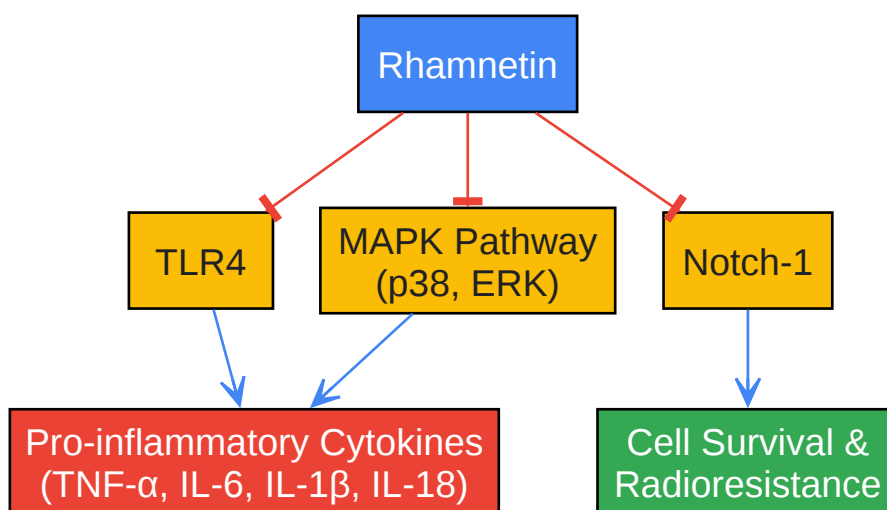 Rhamnetin
TLR4
MAPK Pathway
(p38, ERK)
Notch-1
Pro-inflammatory Cytokines
(TNF-α, IL-6, IL-1β, IL-18)
Cell Survival &
Radioresistance